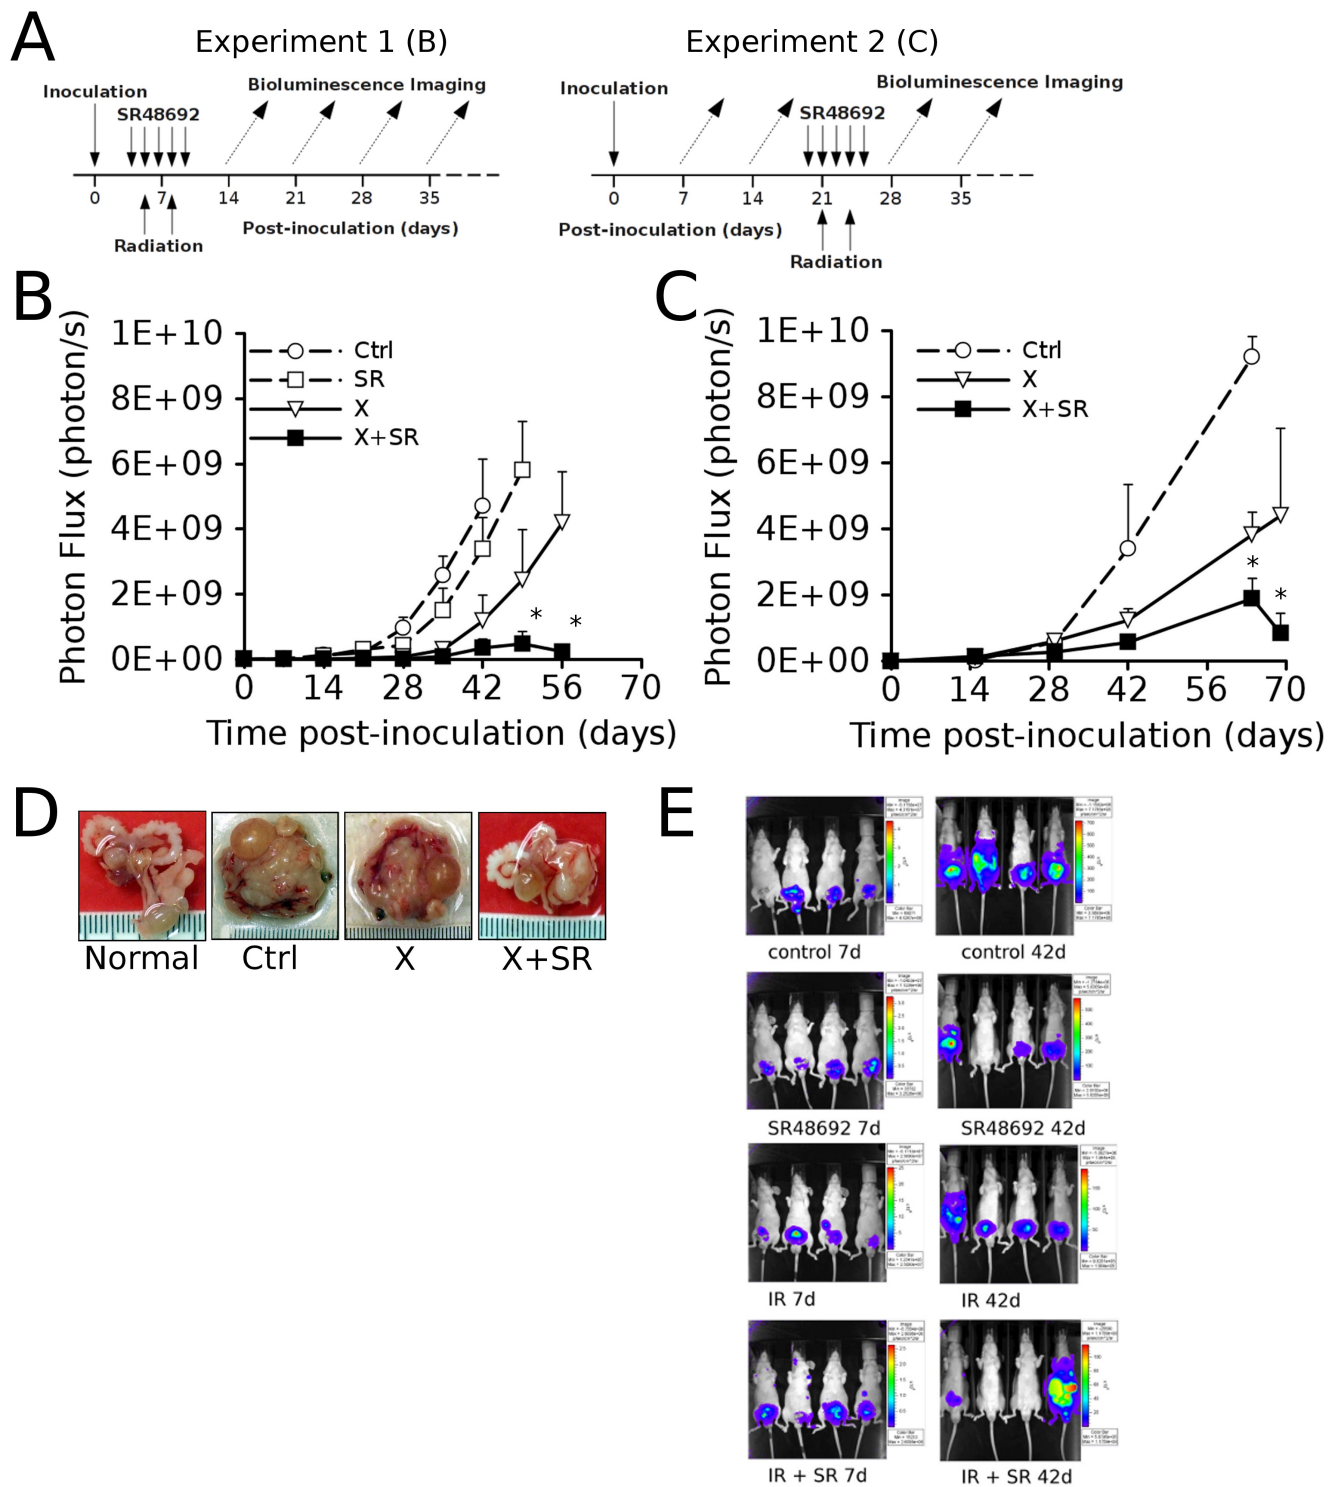 A
Experiment 1 (B)
Experiment 2 (C)
Inoculation
Bioluminescence Imaging
SR48692
0 7 14 21 28 35
Radiation
Post-inoculation (days)
Inoculation
Bioluminescence Imaging
SR48692
0 7 14 21 28 35
Post-inoculation (days)
Radiation
B
Photon Flux (photon/s)
1E+10
8E+09
6E+09
4E+09
2E+09
0E+00
Ctrl
SR
X
X+SR
*
*
0 14 28 42 56 70
Time post-inoculation (days)
C
Photon Flux (photon/s)
1E+10
8E+09
6E+09
4E+09
2E+09
0E+00
Ctrl
X
X+SR
*
*
0 14 28 42 56 70
Time post-inoculation (days)
D
Normal
Ctrl
X
X+SR
E
control 7d
control 42d
SR48692 7d
SR48692 42d
IR 7d
IR 42d
IR + SR 7d
IR + SR 42d